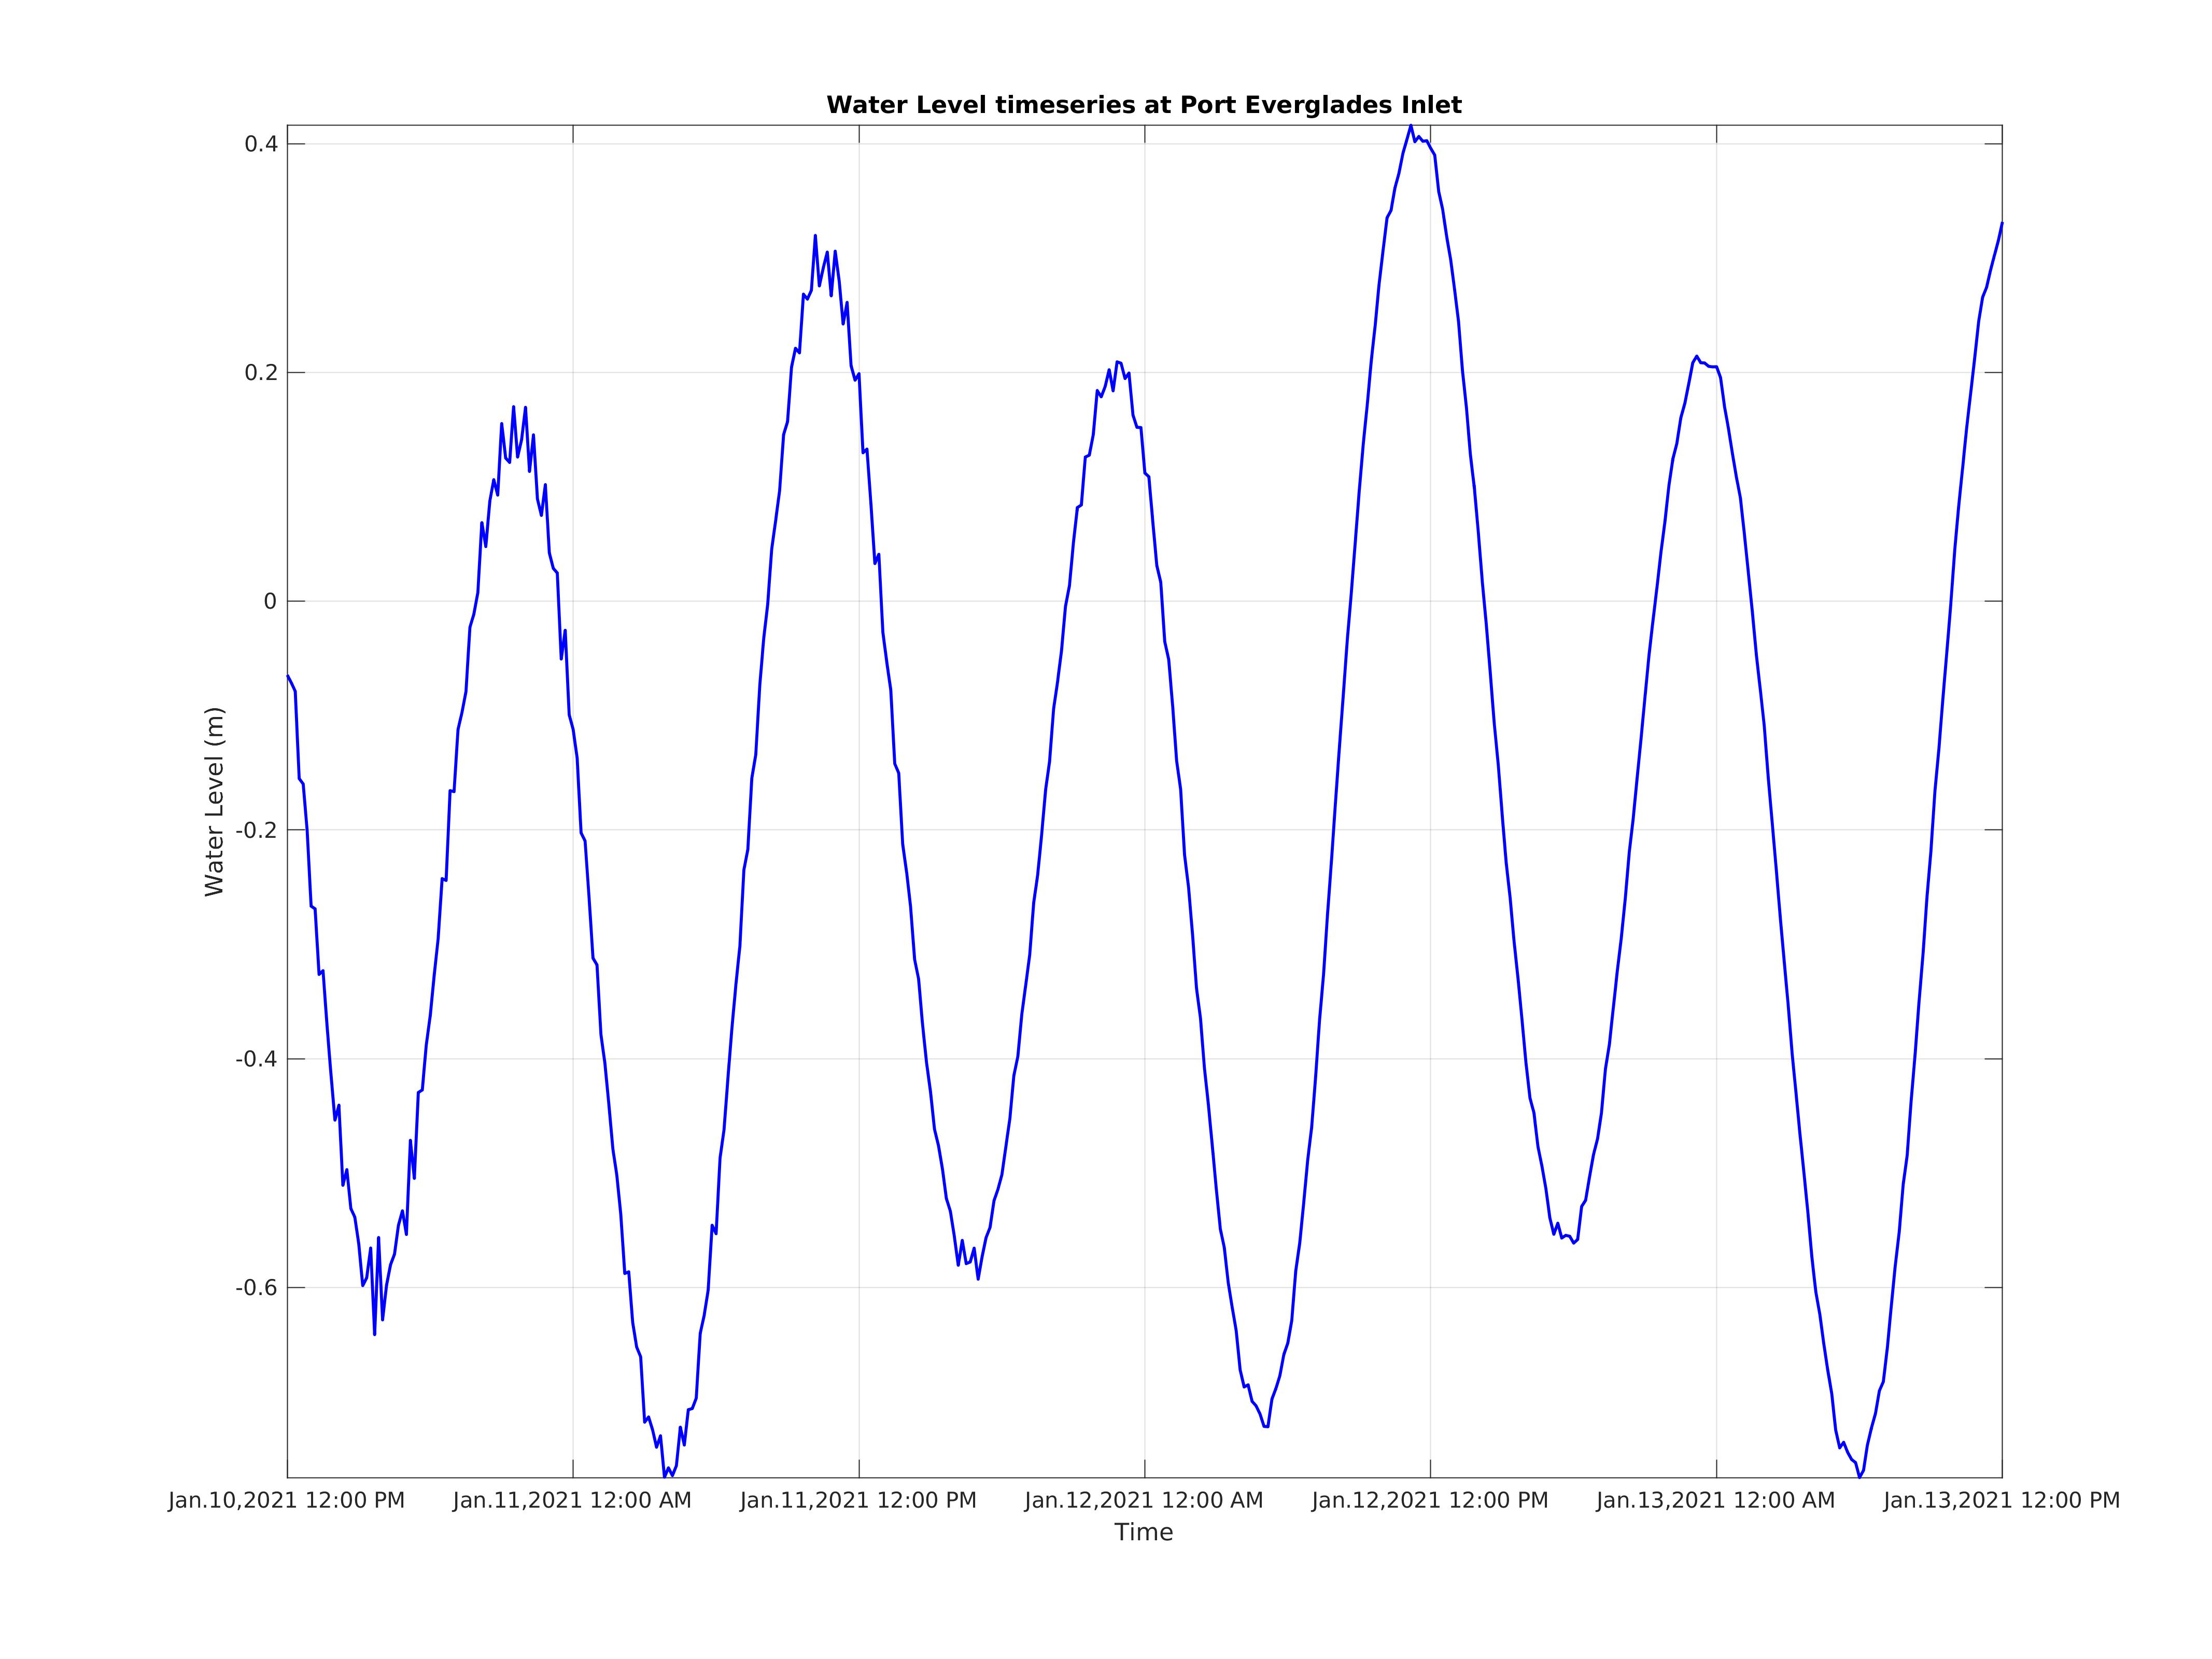 Water Level timeseries at Port Everglades Inlet
0.4
0.2
0
-0.2
-0.4
-0.6
Water Level (m)
Jan.10,2021 12:00 PM
Jan.11,2021 12:00 AM
Jan.11,2021 12:00 PM
Jan.12,2021 12:00 AM
Jan.12,2021 12:00 PM
Jan.13,2021 12:00 AM
Jan.13,2021 12:00 PM
Time